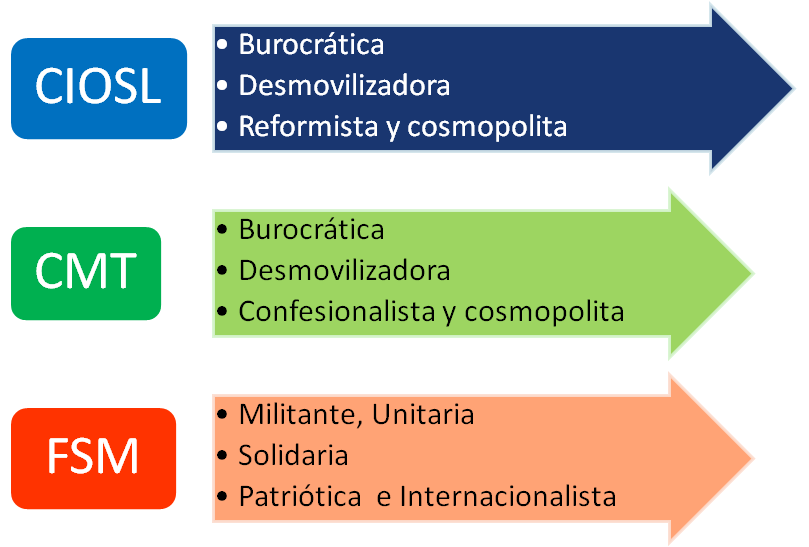 CIOSL
• Burocrática
• Desmovilizadora
• Reformista y cosmopolita
CMT
• Burocrática
• Desmovilizadora
• Confesionalista y cosmopolita
FSM
• Militante, Unitaria
• Solidaria
• Patriótica  e Internacionalista